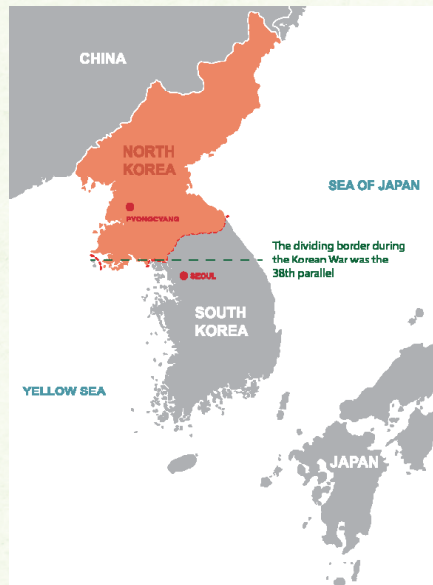 CHINA
NORTH
KOREA
SEA OF JAPAN
PYONGCYANG
The dividing border during
the Korean War was the
38th parallel
SEOUL
SOUTH
KOREA
YELLOW SEA
JAPAN